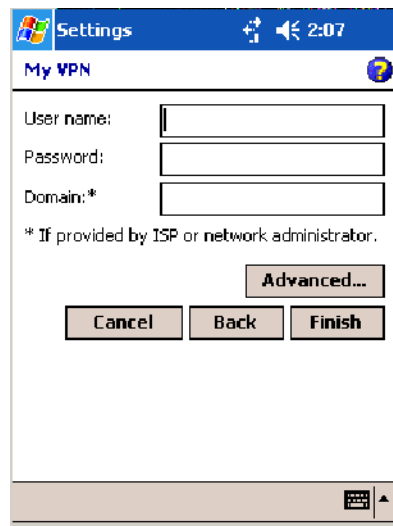 Settings 2:07
My VPN
User name:
Password:
Domain:*
* If provided by ISP or network administrator.
Advanced...
Cancel Back Finish